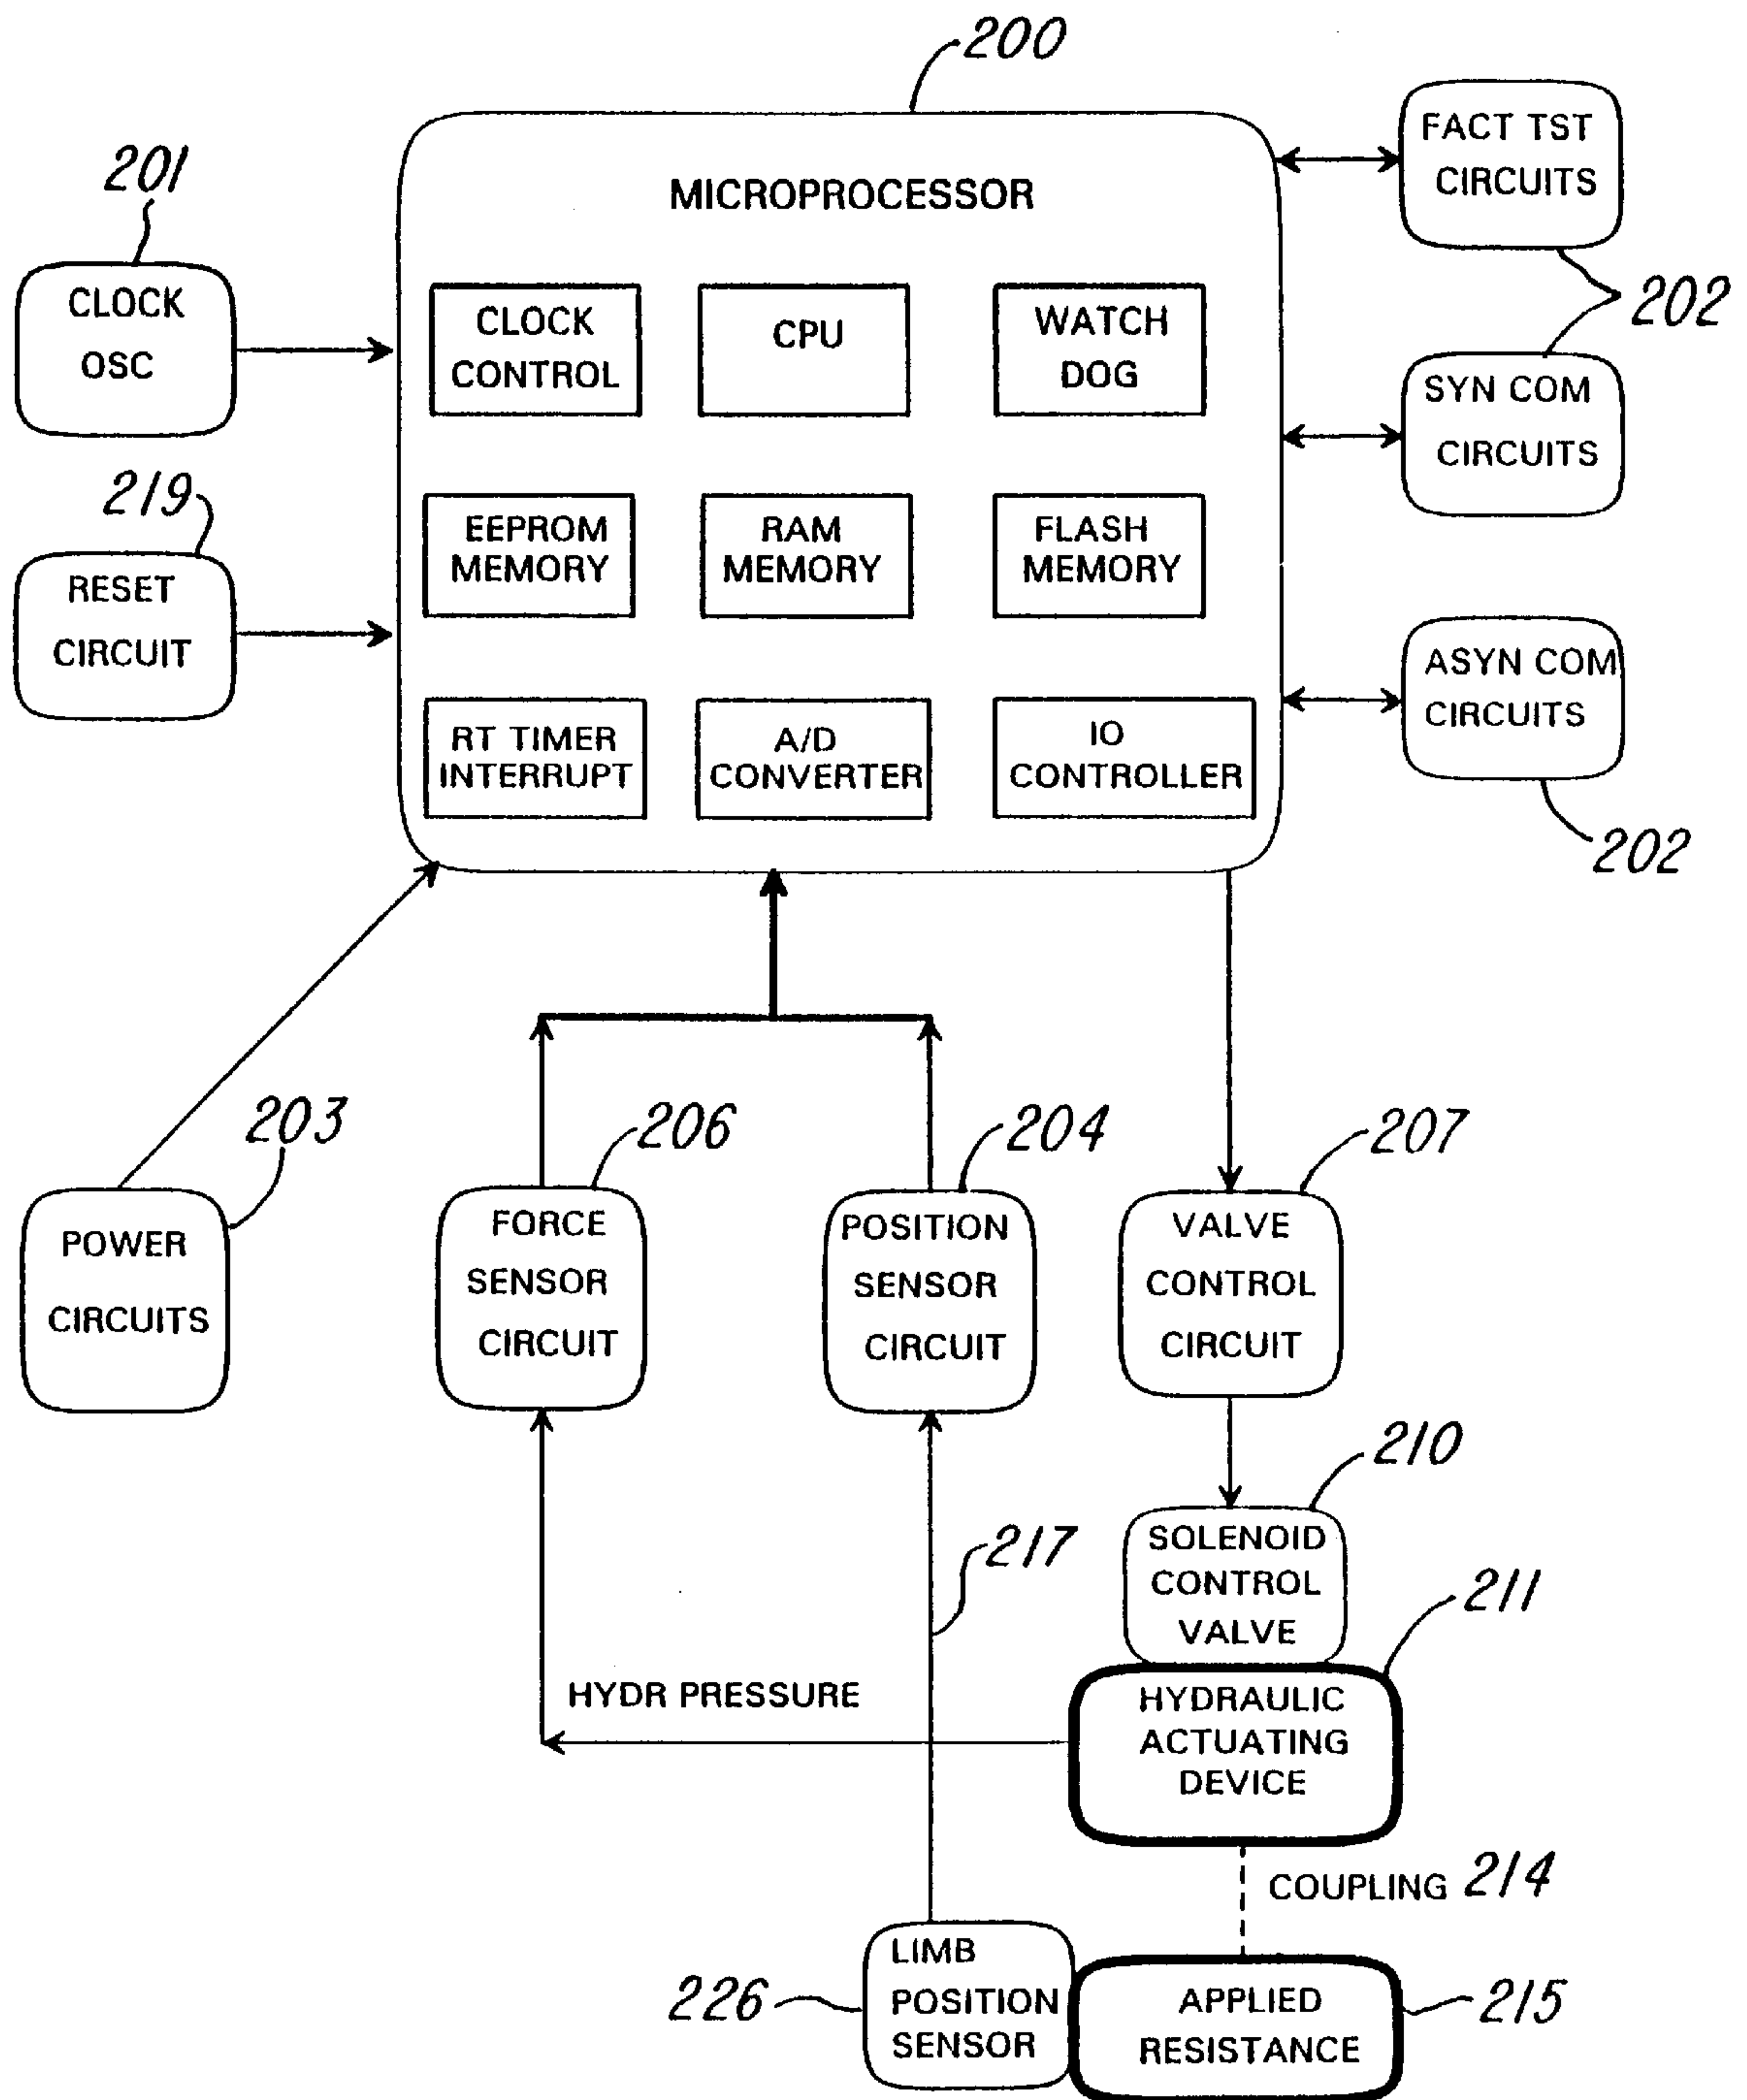 200
MICROPROCESSOR
FACT TST
CIRCUITS
201
CLOCK
OSC
CLOCK
CONTROL
CPU
WATCH
DOG
202
SYN COM
CIRCUITS
219
RESET
CIRCUIT
EEPROM
MEMORY
RAM
MEMORY
FLASH
MEMORY
ASYN COM
CIRCUITS
202
RT TIMER
INTERRUPT
A/D
CONVERTER
IO
CONTROLLER
203
POWER
CIRCUITS
206
FORCE
SENSOR
CIRCUIT
204
POSITION
SENSOR
CIRCUIT
207
VALVE
CONTROL
CIRCUIT
210
SOLENOID
CONTROL
VALVE
217
211
HYDR PRESSURE
HYDRAULIC
ACTUATING
DEVICE
COUPLING 214
226
LIMB
POSITION
SENSOR
APPLIED
RESISTANCE
215